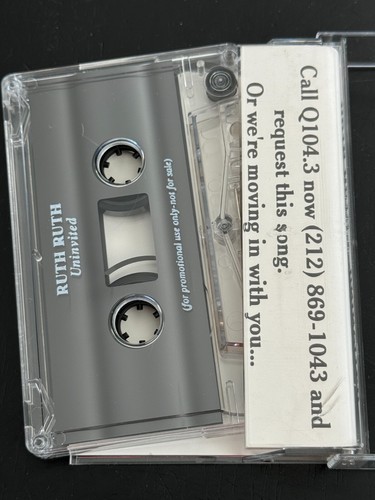 RUTH RUTH
Uninvited
(for promotional use only-not for sale)
Call Q104.3 now (212) 869-1043 and
request this song.
Or we're moving in with you...